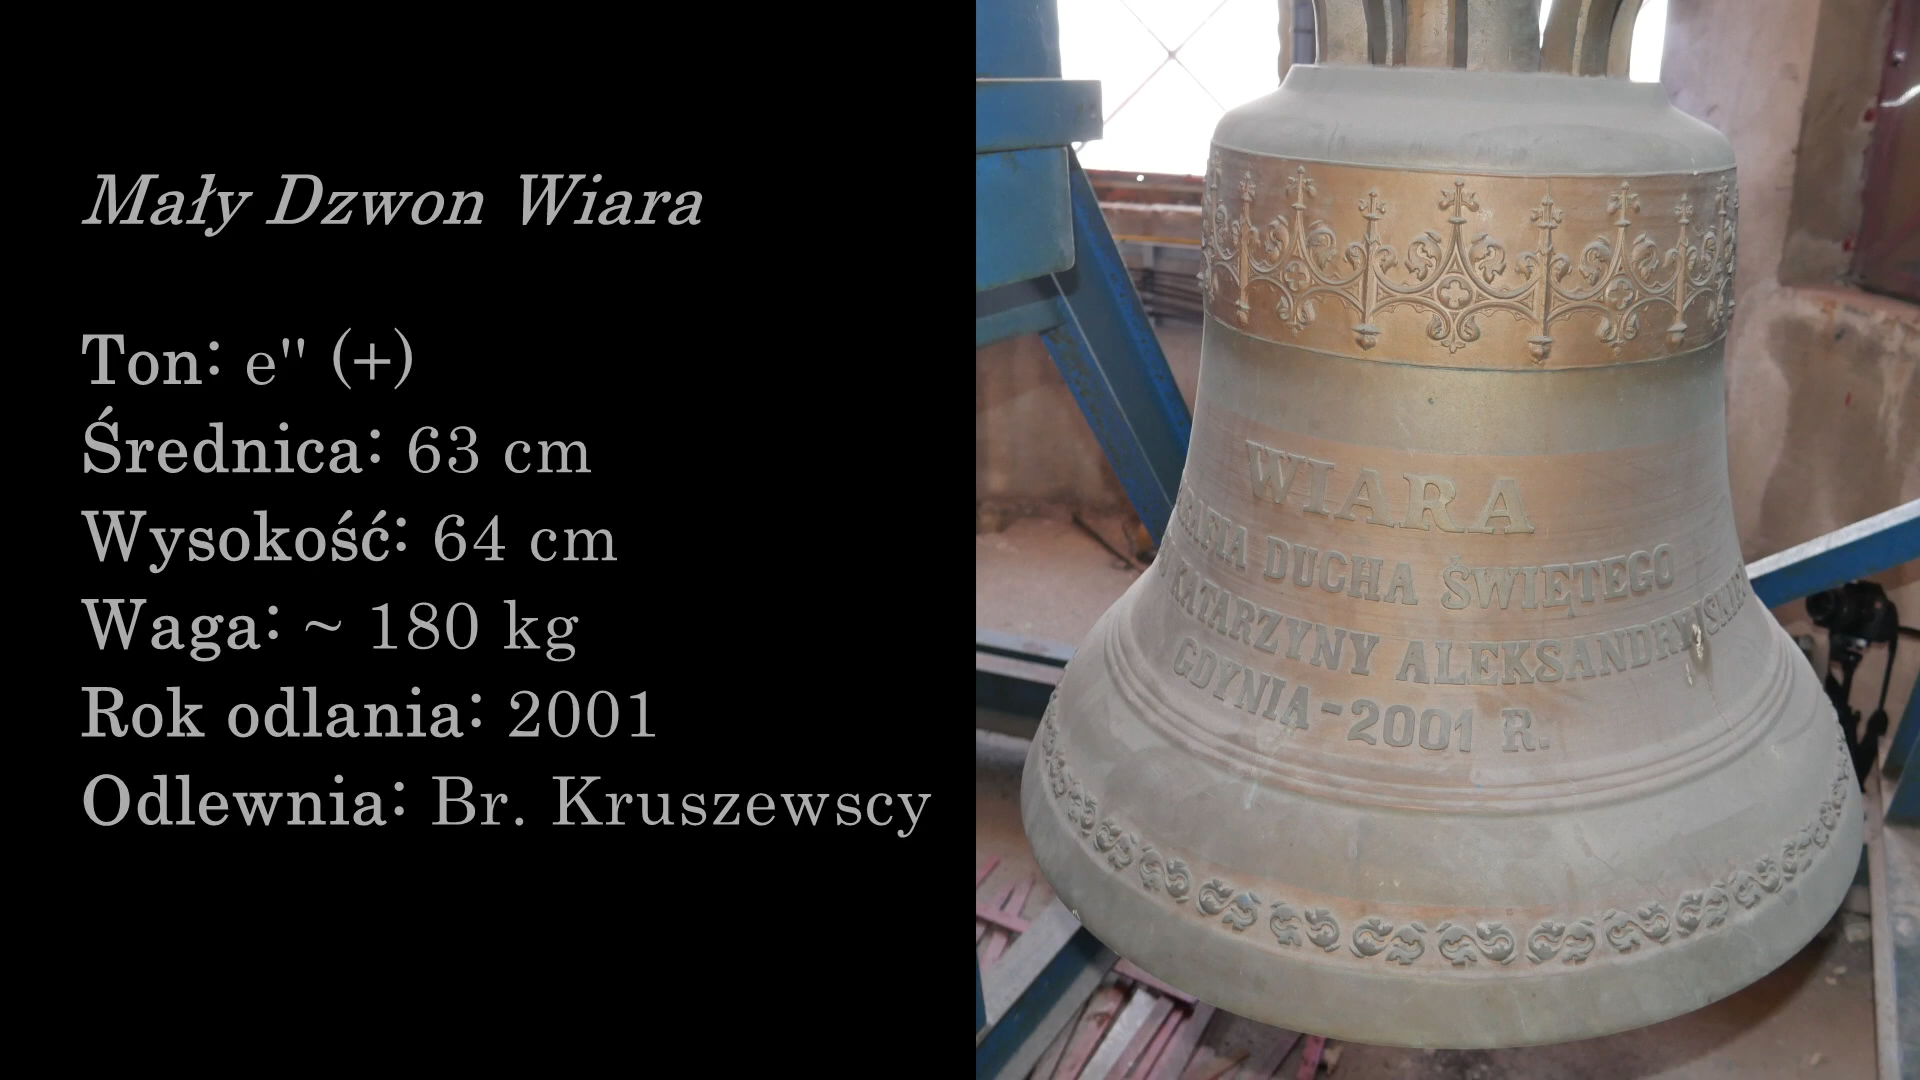 Mały Dzwon Wiara
Ton: e" (+)
Średnica: 63 cm
Wysokość: 64 cm
Waga: ~ 180 kg
Rok odlania: 2001
Odlewnia: Br. Kruszewscy
WIARA
DUCHA ŚWIĘTEGO
KATARZYNY ALEKSANDRY
GDYNIA-2001 R.